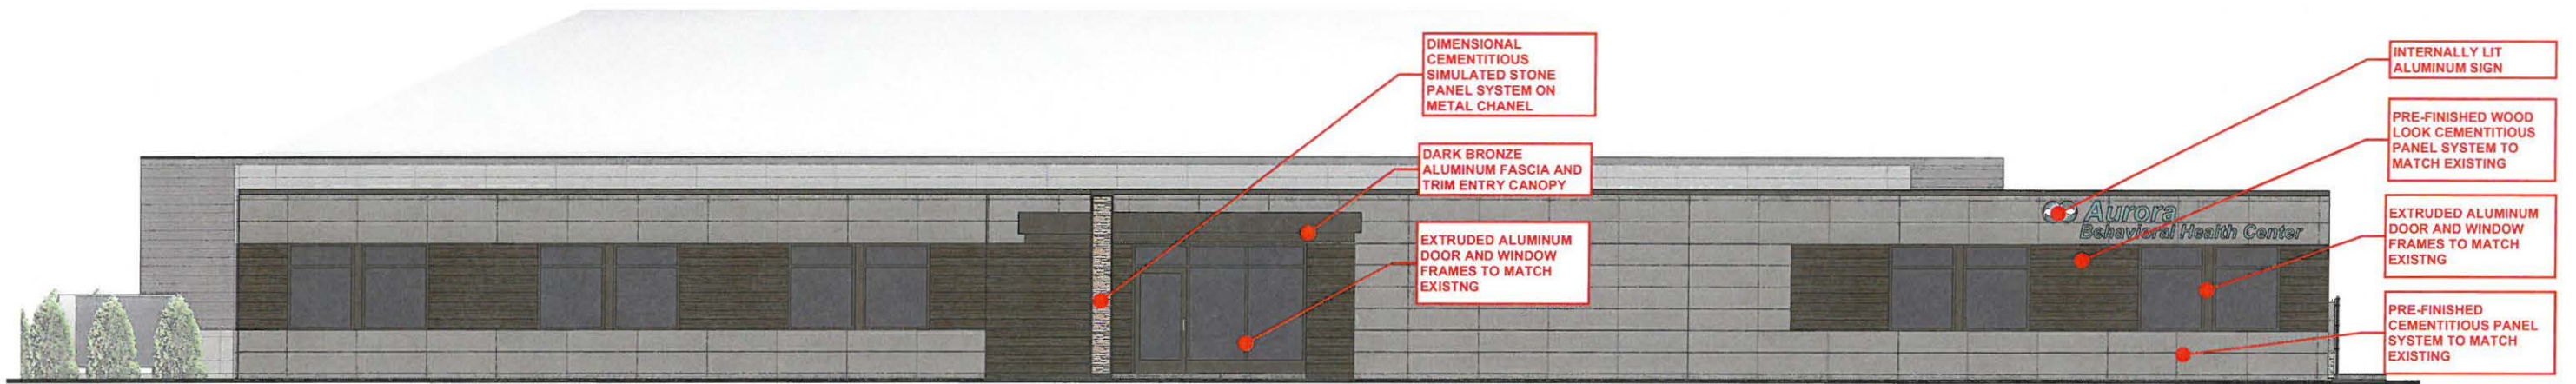 DIMENSIONAL
CEMENTITIOUS
SIMULATED STONE
PANEL SYSTEM ON
METAL CHANEL
DARK BRONZE
ALUMINUM FASCIA AND
TRIM ENTRY CANOPY
EXTRUDED ALUMINUM
DOOR AND WINDOW
FRAMES TO MATCH
EXISTNG
Aurora
Behavioral Health Center
INTERNALLY LIT
ALUMINUM SIGN
PRE-FINISHED WOOD
LOOK CEMENTITIOUS
PANEL SYSTEM TO
MATCH EXISTING
EXTRUDED ALUMINUM
DOOR AND WINDOW
FRAMES TO MATCH
EXISTNG
PRE-FINISHED
CEMENTITIOUS PANEL
SYSTEM TO MATCH
EXISTING